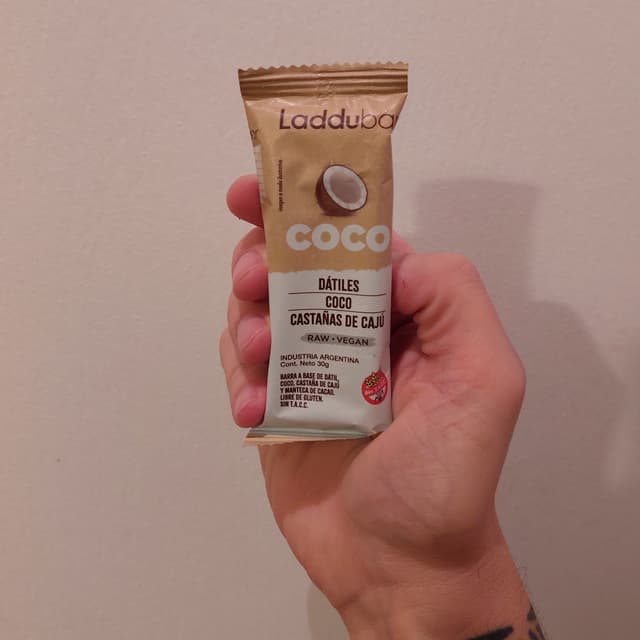 Laddubar
COCO
DÁTILES
COCO
CASTAÑAS DE CAJÚ
RAW • VEGAN
INDUSTRIA ARGENTINA
Cont. Neto 30g
BARRA A BASE DE DÁTIL,
COCO, CASTAÑA DE CAJÚ
Y MANTECA DE CACAO.
LIBRE DE GLUTEN.
SIN T.A.C.C.